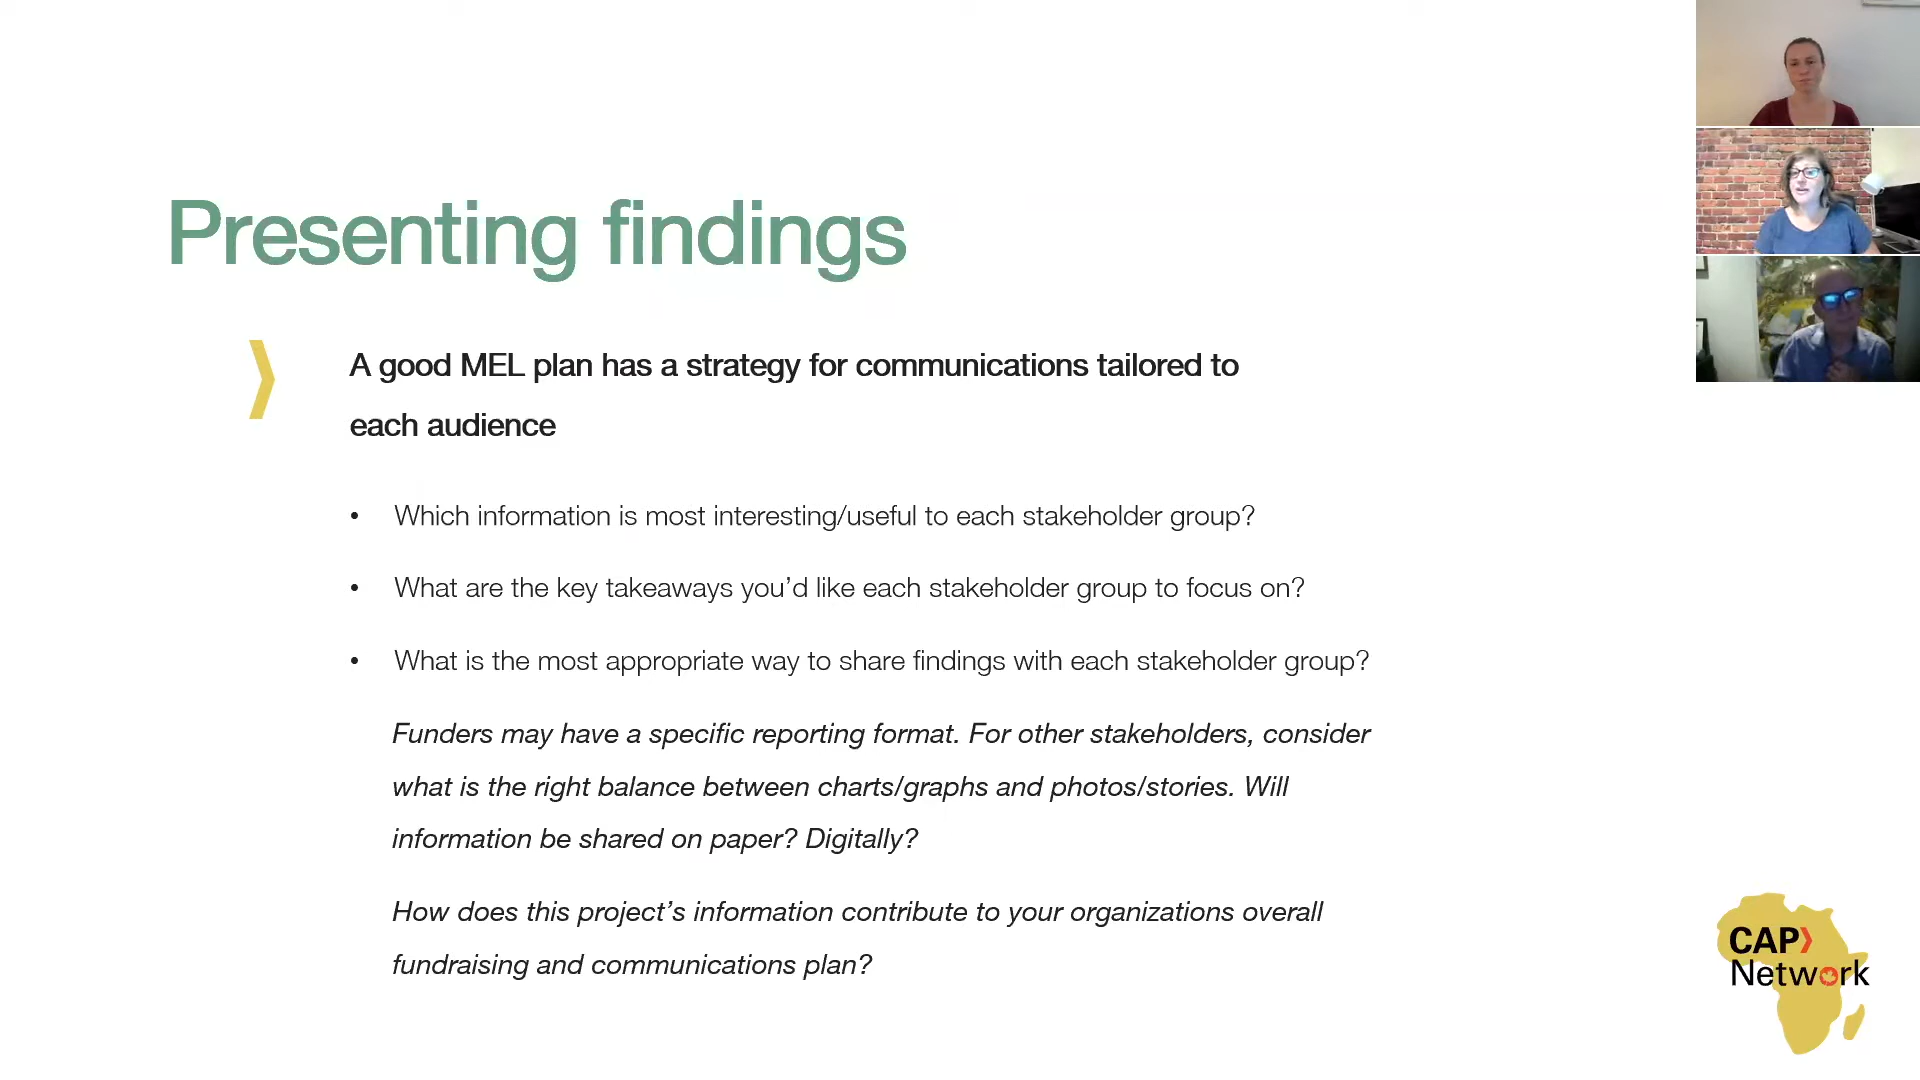 Presenting findings
A good MEL plan has a strategy for communications tailored to
each audience
• Which information is most interesting/useful to each stakeholder group?
• What are the key takeaways you’d like each stakeholder group to focus on?
• What is the most appropriate way to share findings with each stakeholder group?
Funders may have a specific reporting format. For other stakeholders, consider
what is the right balance between charts/graphs and photos/stories. Will
information be shared on paper? Digitally?
How does this project’s information contribute to your organizations overall
fundraising and communications plan?
CAP
Network